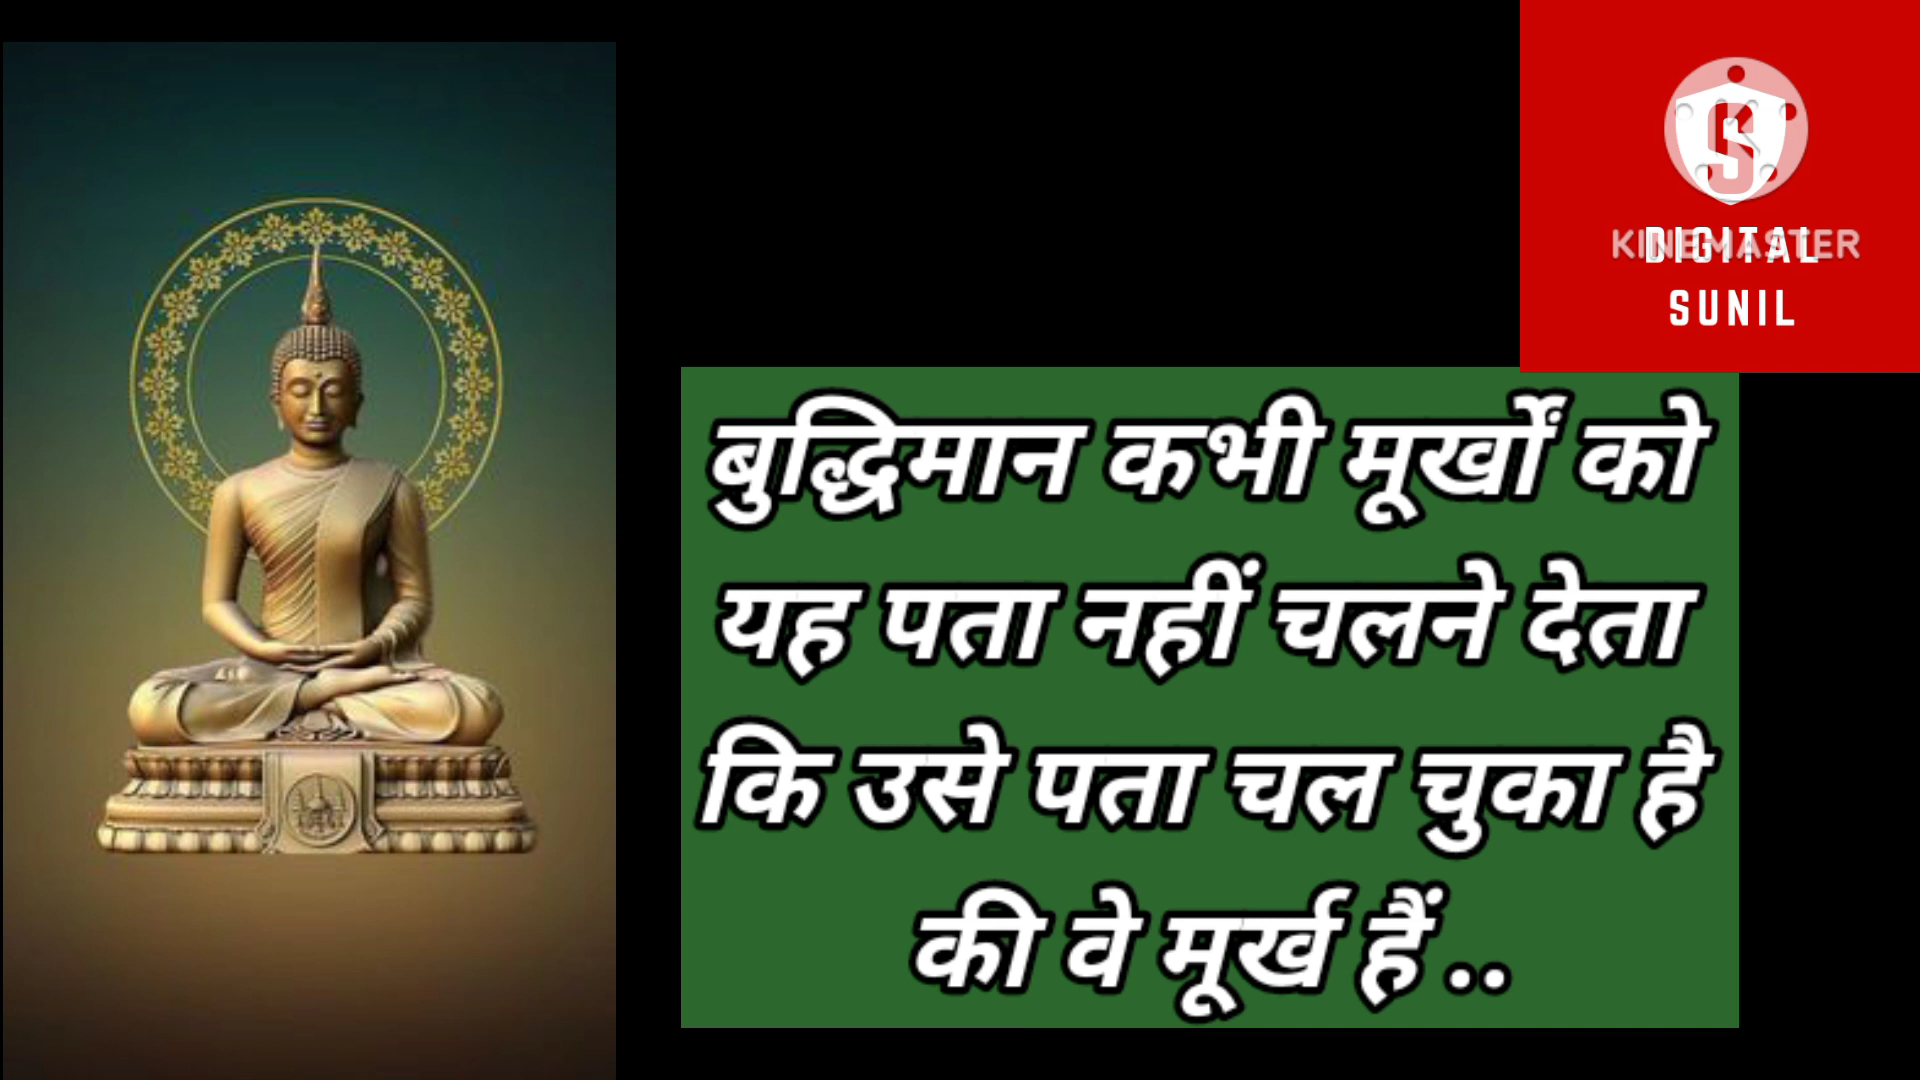 S
KINEMASTER
DIGITAL
SUNIL
बुद्धिमान कभी मूर्खों को
यह पता नहीं चलने देता
कि उसे पता चल चुका है
की वे मूर्ख हैं ..